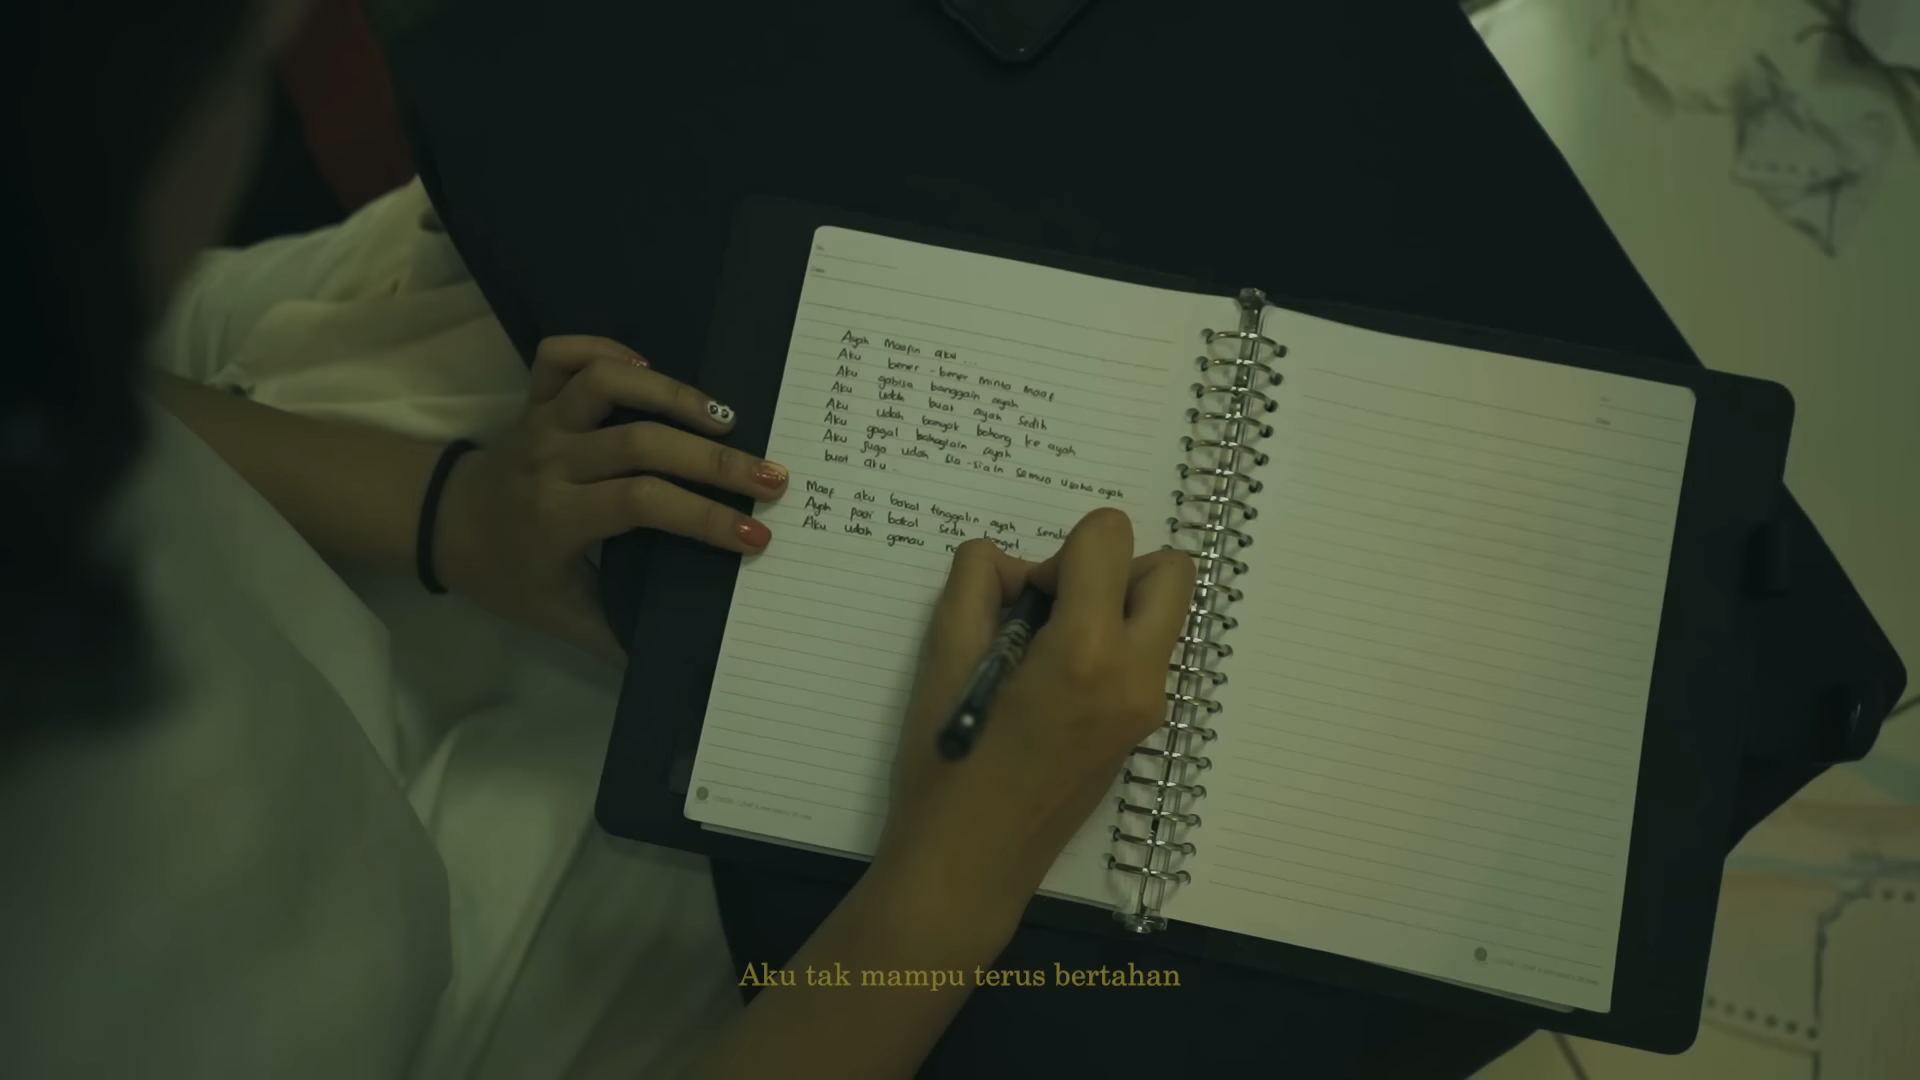 No.
Date
Ayah maafin aku ...
Aku bener - bener minta maaf
Aku gabisa banggain ayah
Aku udah buat ayah sedih
Aku udah banyak bohong ke ayah
Aku gagal bahagiain ayah
Aku juga udah sia - siain semua usaha ayah
buat aku
Maaf aku bakal tinggalin ayah
Ayah pasti bakal sedih banget
Aku udah gamau
Aku tak mampu terus bertahan